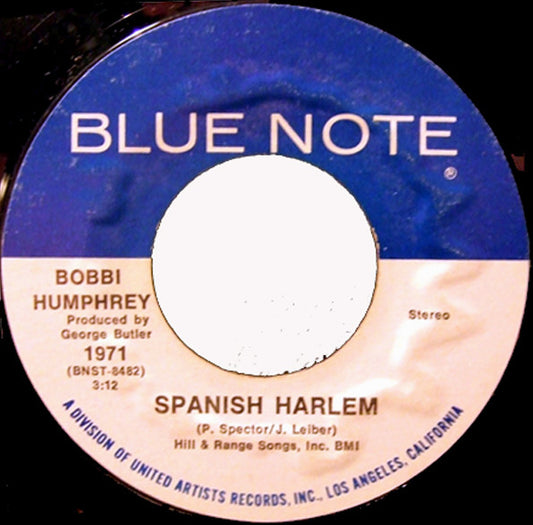 BLUE NOTE
®
BOBBI
HUMPHREY
Produced by
George Butler
1971
(BNST-8482)
3:12
Stereo
SPANISH HARLEM
(P. Spector/J. Leiber)
Hill & Range Songs, Inc. BMI
A DIVISION OF UNITED ARTISTS RECORDS, INC., LOS ANGELES, CALIFORNIA